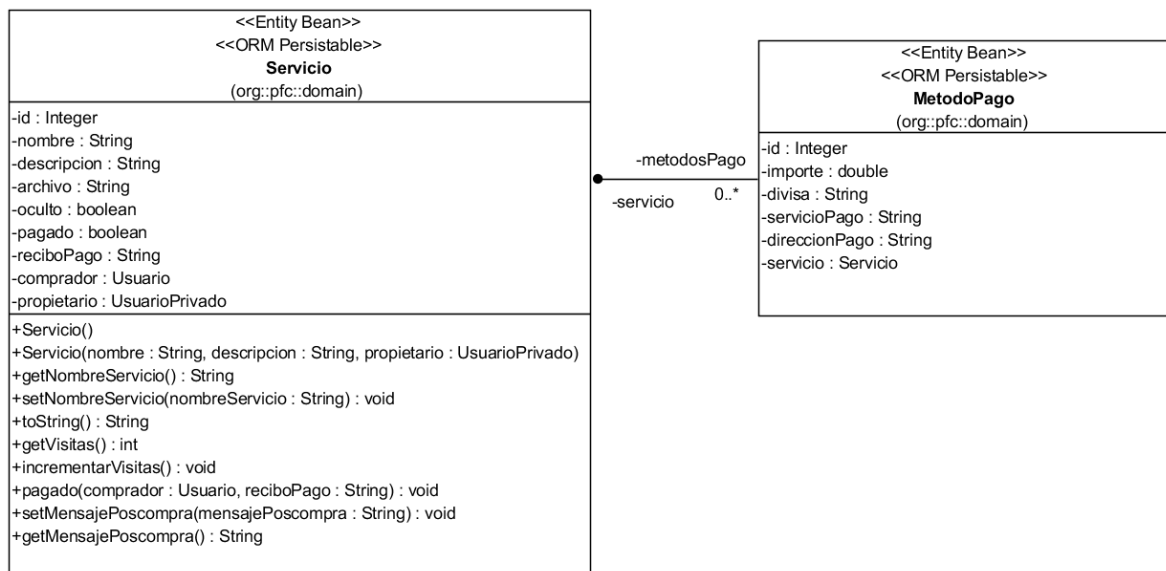 <<Entity Bean>>
<<ORM Persistable>>
Servicio
(org::pfc::domain)
-id : Integer
-nombre : String
-descripcion : String
-archivo : String
-oculto : boolean
-pagado : boolean
-reciboPago : String
-comprador : Usuario
-propietario : UsuarioPrivado
+Servicio()
+Servicio(nombre : String, descripcion : String, propietario : UsuarioPrivado)
+getNombreServicio() : String
+setNombreServicio(nombreServicio : String) : void
+toString() : String
+getVisitas() : int
+incrementarVisitas() : void
+pagado(comprador : Usuario, reciboPago : String) : void
+setMensajePoscompra(mensajePoscompra : String) : void
+getMensajePoscompra() : String
-metodosPago
-servicio
0..*
<<Entity Bean>>
<<ORM Persistable>>
MetodoPago
(org::pfc::domain)
-id : Integer
-importe : double
-divisa : String
-servicioPago : String
-direccionPago : String
-servicio : Servicio